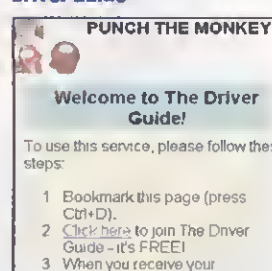 PUNCH THE MONKEY
Welcome to The Driver
Guide!
To use this service, please follow these
steps:
1 Bookmark this page (press
Ctrl+D).
2 Click here to join The Driver
Guide - it's FREE!
3 When you receive your